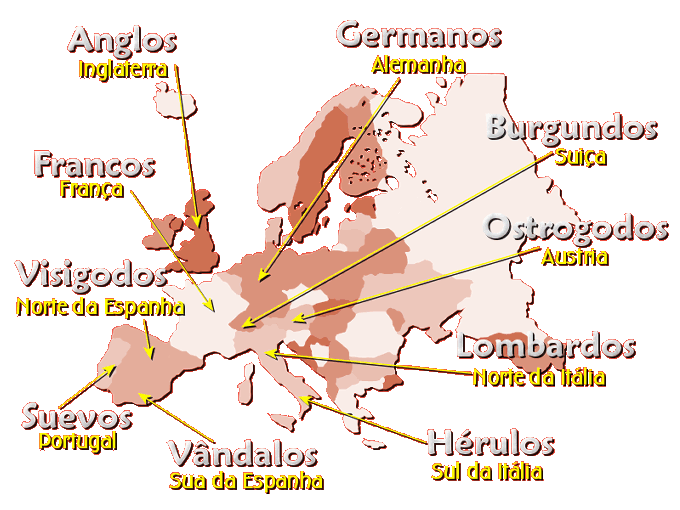 Anglos
Inglaterra
Germanos
Alemanha
Burgundos
Suiça
Francos
França
Ostrogodos
Austria
Visigodos
Norte da Espanha
Lombardos
Norte da Itália
Suevos
Portugal
Vândalos
Sua da Espanha
Hérulos
Sul da Itália